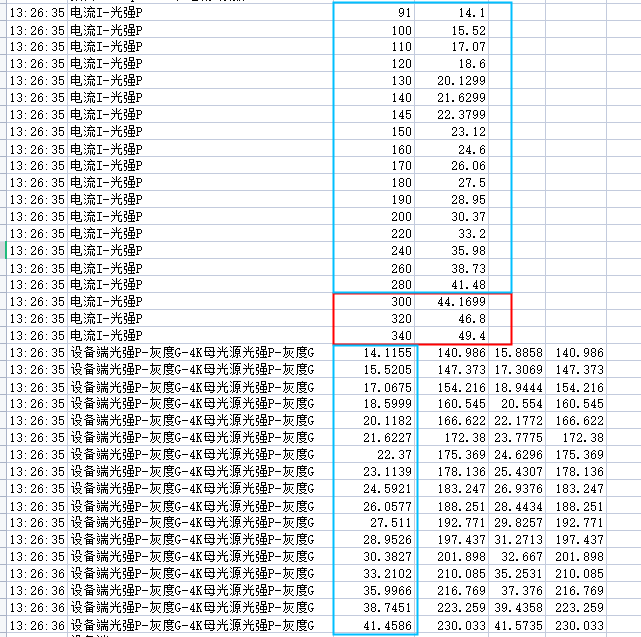 13:26:35 电流I-光强P 91 14.1
13:26:35 电流I-光强P 100 15.52
13:26:35 电流I-光强P 110 17.07
13:26:35 电流I-光强P 120 18.6
13:26:35 电流I-光强P 130 20.1299
13:26:35 电流I-光强P 140 21.6299
13:26:35 电流I-光强P 145 22.3799
13:26:35 电流I-光强P 150 23.12
13:26:35 电流I-光强P 160 24.6
13:26:35 电流I-光强P 170 26.06
13:26:35 电流I-光强P 180 27.5
13:26:35 电流I-光强P 190 28.95
13:26:35 电流I-光强P 200 30.37
13:26:35 电流I-光强P 220 33.2
13:26:35 电流I-光强P 240 35.98
13:26:35 电流I-光强P 260 38.73
13:26:35 电流I-光强P 280 41.48
13:26:35 电流I-光强P 300 44.1699
13:26:35 电流I-光强P 320 46.8
13:26:35 电流I-光强P 340 49.4
13:26:35 设备端光强P-灰度G-4K母光源光强P-灰度G 14.1155 140.986 15.8858 140.986
13:26:35 设备端光强P-灰度G-4K母光源光强P-灰度G 15.5205 147.373 17.3069 147.373
13:26:35 设备端光强P-灰度G-4K母光源光强P-灰度G 17.0675 154.216 18.9444 154.216
13:26:35 设备端光强P-灰度G-4K母光源光强P-灰度G 18.5999 160.545 20.554 160.545
13:26:35 设备端光强P-灰度G-4K母光源光强P-灰度G 20.1182 166.622 22.1772 166.622
13:26:35 设备端光强P-灰度G-4K母光源光强P-灰度G 21.6227 172.38 23.7775 172.38
13:26:35 设备端光强P-灰度G-4K母光源光强P-灰度G 22.37 175.369 24.6296 175.369
13:26:35 设备端光强P-灰度G-4K母光源光强P-灰度G 23.1139 178.136 25.4307 178.136
13:26:35 设备端光强P-灰度G-4K母光源光强P-灰度G 24.5921 183.247 26.9376 183.247
13:26:35 设备端光强P-灰度G-4K母光源光强P-灰度G 26.0577 188.251 28.4434 188.251
13:26:35 设备端光强P-灰度G-4K母光源光强P-灰度G 27.511 192.771 29.8257 192.771
13:26:35 设备端光强P-灰度G-4K母光源光强P-灰度G 28.9526 197.437 31.2713 197.437
13:26:35 设备端光强P-灰度G-4K母光源光强P-灰度G 30.3827 201.898 32.667 201.898
13:26:36 设备端光强P-灰度G-4K母光源光强P-灰度G 33.2102 210.085 35.2531 210.085
13:26:36 设备端光强P-灰度G-4K母光源光强P-灰度G 35.9966 216.769 37.376 216.769
13:26:36 设备端光强P-灰度G-4K母光源光强P-灰度G 38.7451 223.259 39.4358 223.259
13:26:36 设备端光强P-灰度G-4K母光源光强P-灰度G 41.4586 230.033 41.5735 230.033